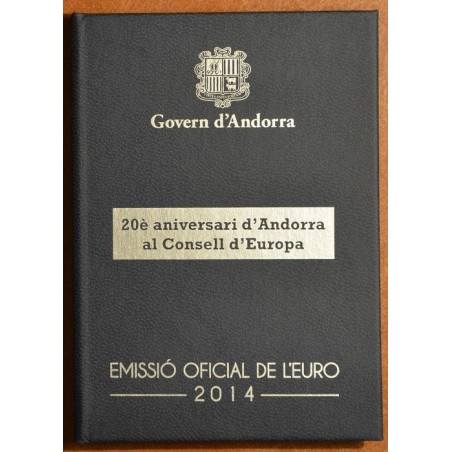 Govern d'Andorra
20è aniversari d'Andorra
al Consell d'Europa
EMISSIÓ OFICIAL DE L'EURO
2014